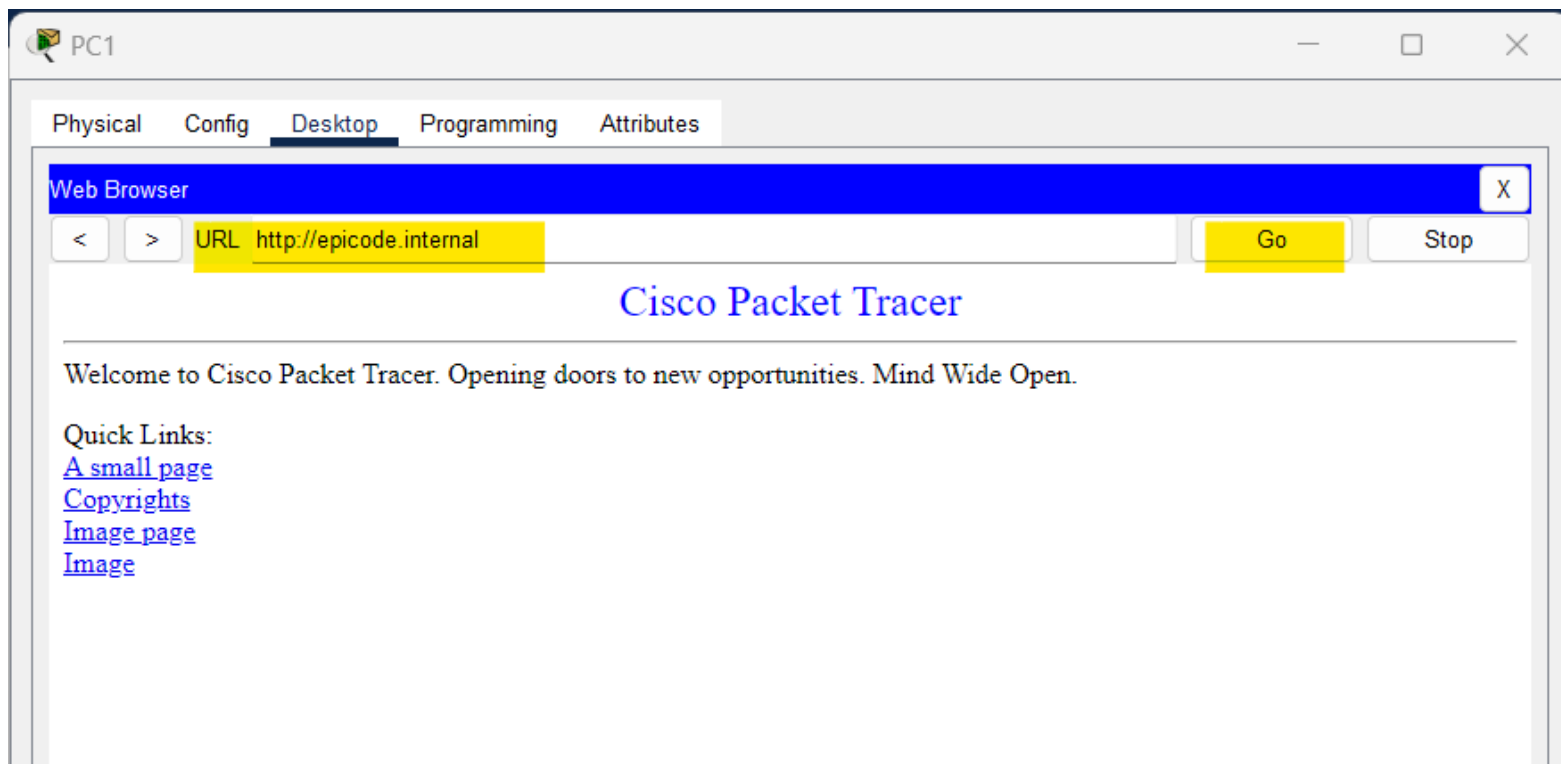 PC1
Physical Config Desktop Programming Attributes
Web Browser X
< > URL http://epicode.internal Go Stop
Cisco Packet Tracer
Welcome to Cisco Packet Tracer. Opening doors to new opportunities. Mind Wide Open.
Quick Links:
A small page
Copyrights
Image page
Image